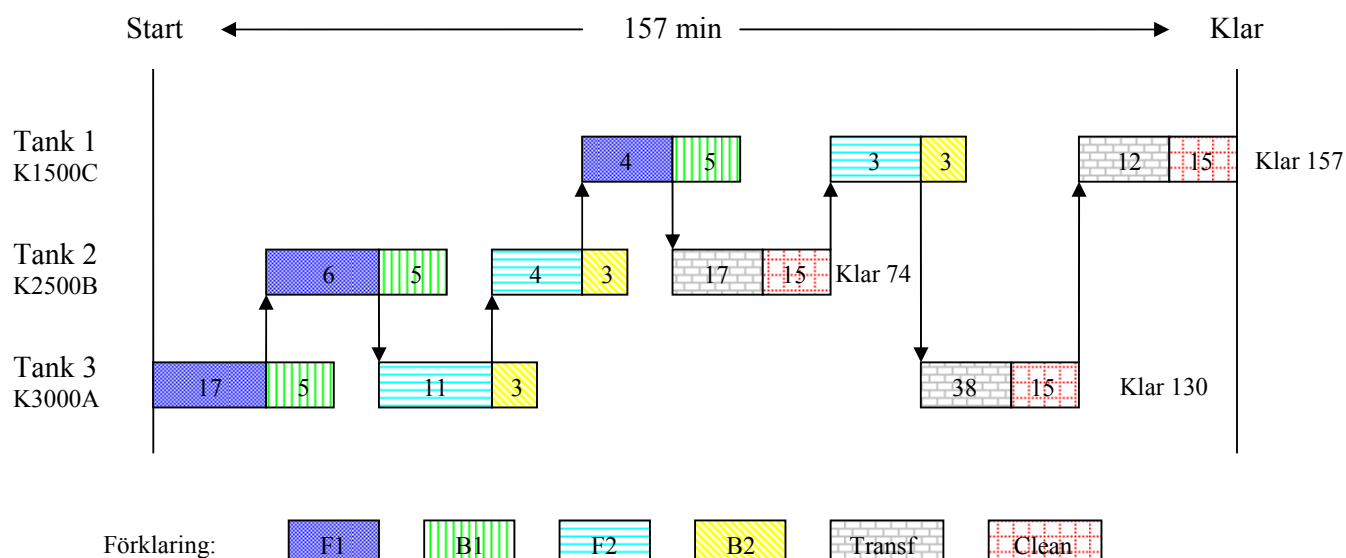 Start 157 min Klar
Tank 1
K1500C
4 5 3 3 12 15 Klar 157
Tank 2
K2500B
6 5 4 3 17 15 Klar 74
Tank 3
K3000A
17 5 11 3 38 15 Klar 130
Förklaring: F1 B1 F2 B2 Transf Clean